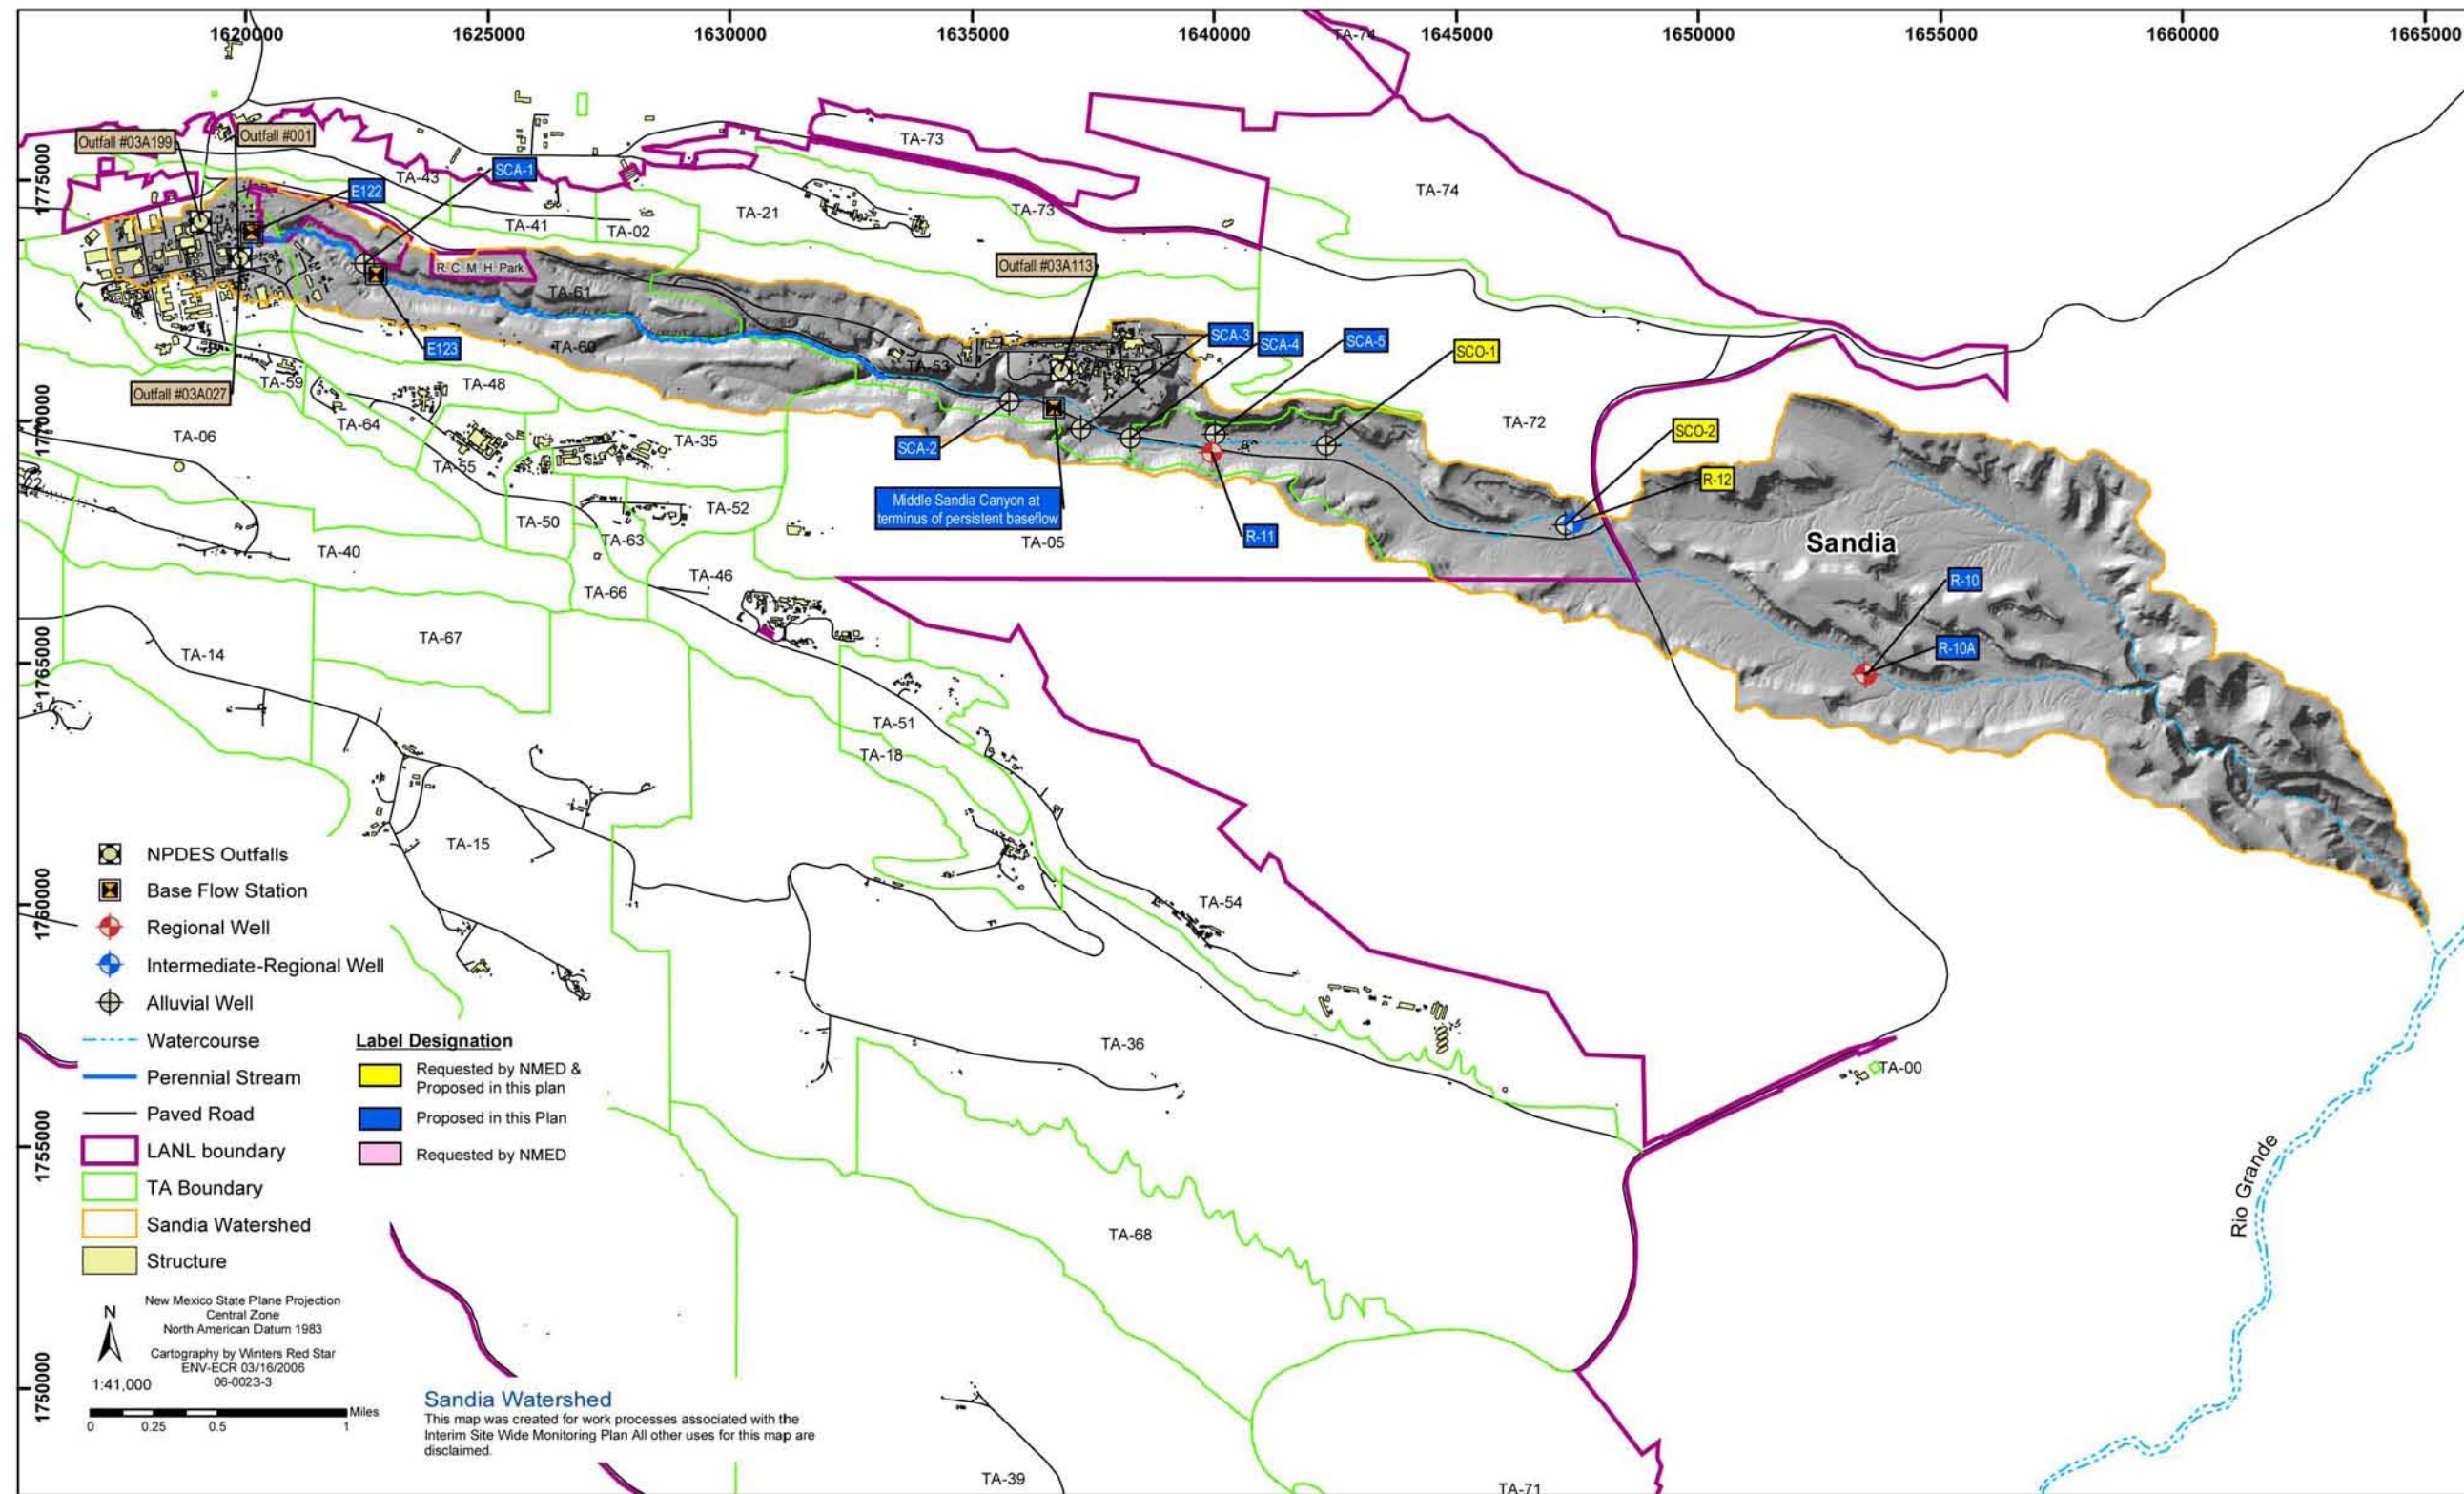 1620000
1625000
1630000
1635000
1640000
1645000
1650000
1655000
1660000
1665000
TA-74
Outfall #03A199
Outfall #001
TA-73
SCA-1
1775000
TA-43
E122
TA-74
TA-21
TA-73
TA-41
TA-02
Outfall #03A113
R. C. M. H. Park
TA-61
SCA-3
SCA-4
SCA-5
SCO-1
E123
TA-60
TA-53
TA-59
TA-48
Outfall #03A027
1770000
TA-64
TA-72
TA-06
TA-35
SCA-2
SCO-2
TA-55
R-12
22
Middle Sandia Canyon at
terminus of persistent baseflow
TA-52
TA-50
TA-63
TA-05
R-11
Sandia
TA-40
TA-46
R-10
TA-66
TA-67
1765000
TA-14
R-10A
TA-51
TA-18
TA-15
NPDES Outfalls
Base Flow Station
1760000
TA-54
Regional Well
Intermediate-Regional Well
Alluvial Well
Watercourse
Perennial Stream
Paved Road
LANL boundary
TA Boundary
Sandia Watershed
Structure
Label Designation
Requested by NMED &
Proposed in this plan
Proposed in this Plan
Requested by NMED
TA-36
TA-00
1755000
Rio Grande
TA-68
N
New Mexico State Plane Projection
Central Zone
North American Datum 1983
Cartography by Winters Red Star
ENV-ECR 03/16/2006
06-0023-3
1:41,000
1750000
Miles
0 0.25 0.5 1
Sandia Watershed
This map was created for work processes associated with the
Interim Site Wide Monitoring Plan All other uses for this map are
disclaimed.
TA-39
TA-71